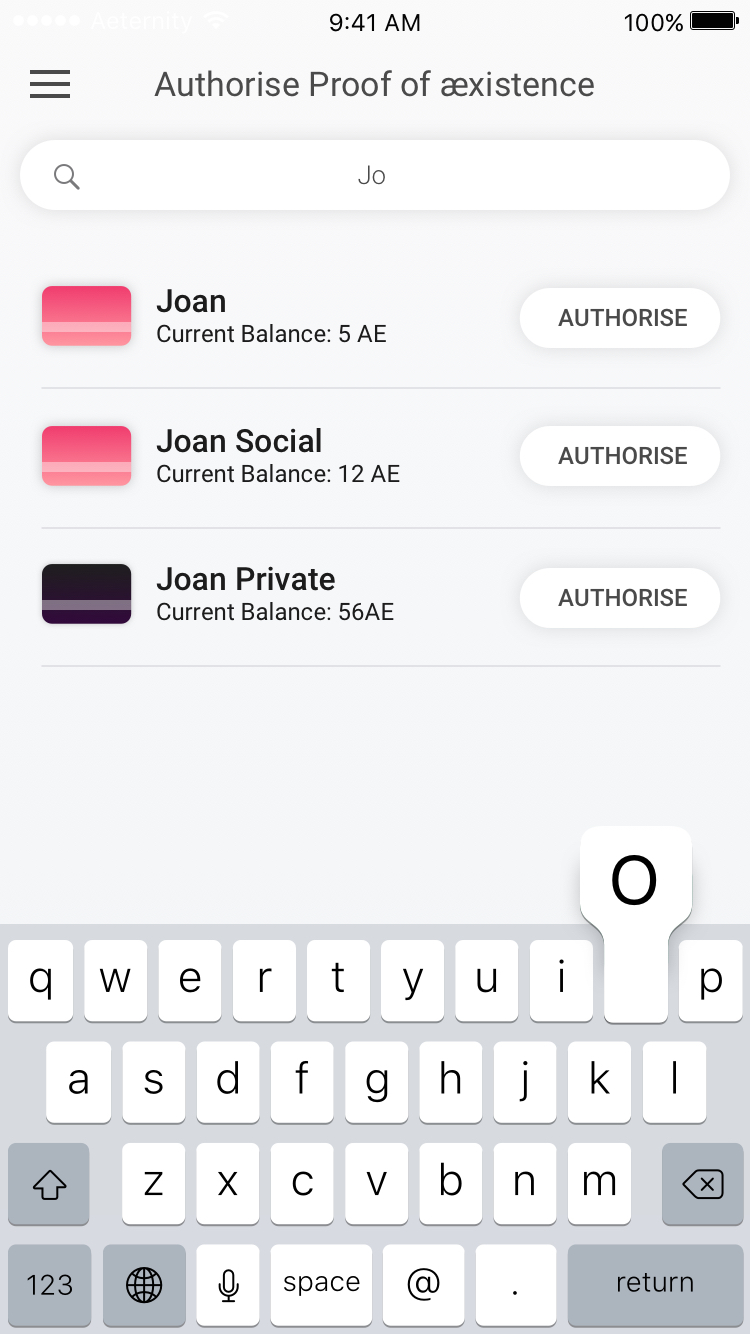 Aeternity 9:41 AM 100%
Authorise Proof of æxistence
Jo
Joan
Current Balance: 5 AE
AUTHORISE
Joan Social
Current Balance: 12 AE
AUTHORISE
Joan Private
Current Balance: 56AE
AUTHORISE
O
q w e r t y u i p
a s d f g h j k l
z x c v b n m
123 space @ . return